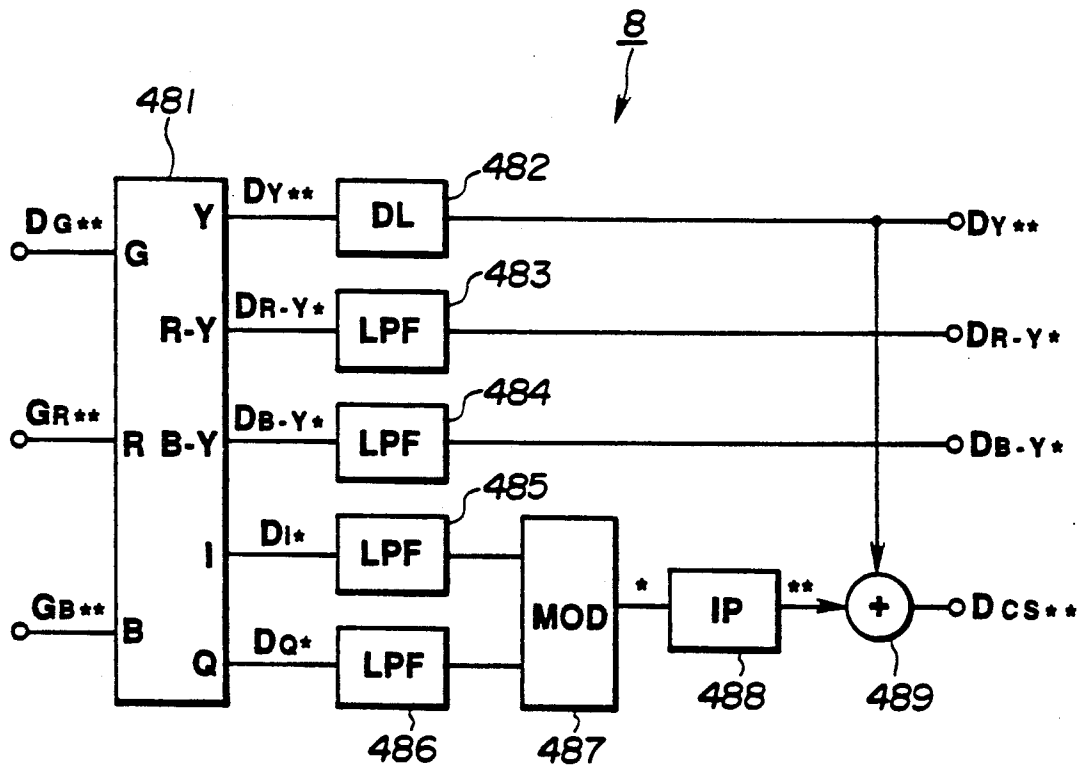 8
481
DY**
482
DG**
Y
DL
DY**
G
483
DR-Y*
R-Y
LPF
DR-Y*
484
GR**
DB-Y*
R
B-Y
LPF
DB-Y*
485
DI*
I
LPF
MOD
*
IP
**
+
DCS**
GB**
B
DQ*
Q
LPF
488
489
486
487